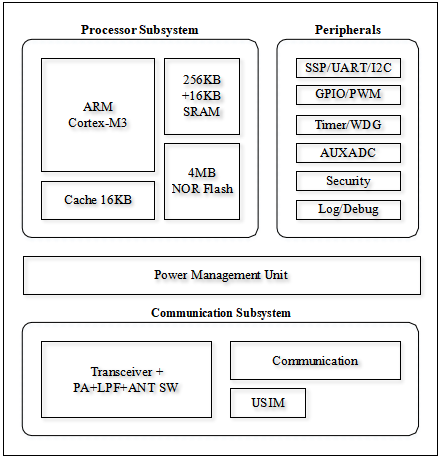 Processor Subsystem
ARM
Cortex-M3
256KB
+16KB
SRAM
4MB
NOR Flash
Cache 16KB
Peripherals
SSP/UART/I2C
GPIO/PWM
Timer/WDG
AUXADC
Security
Log/Debug
Power Management Unit
Communication Subsystem
Transceiver +
PA+LPF+ANT SW
Communication
USIM